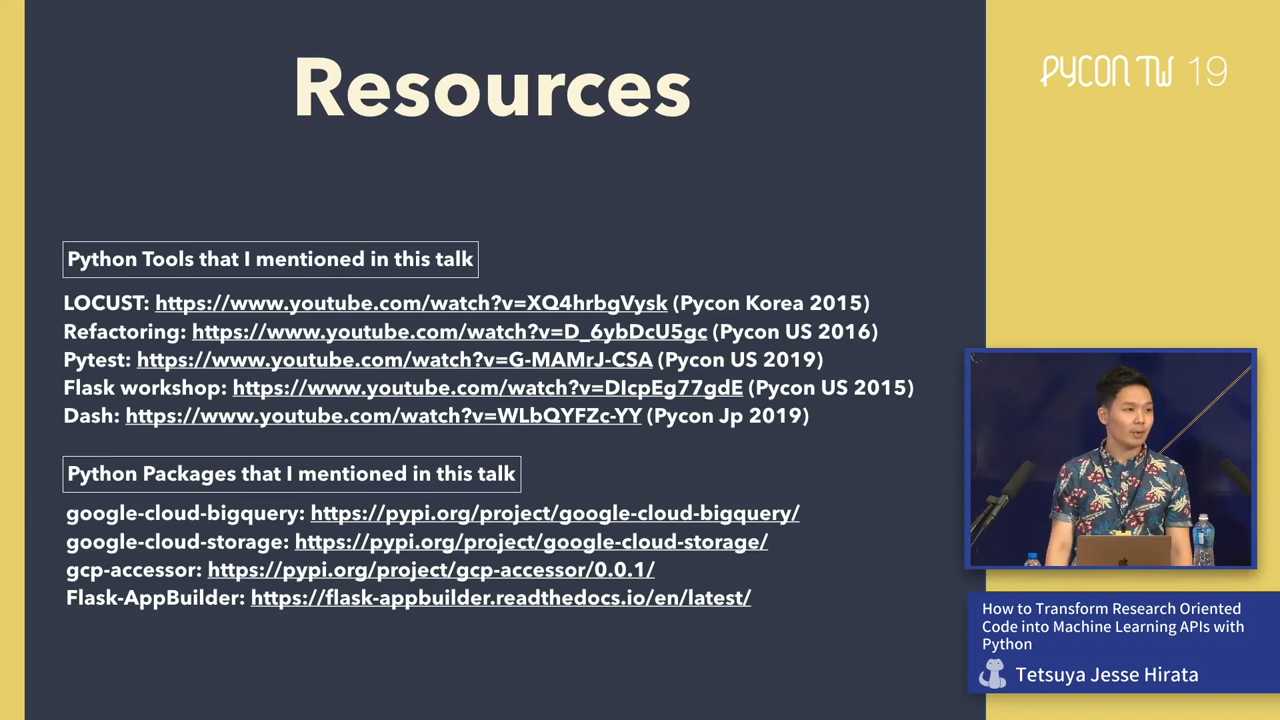 Resources
PYCON TW 19
Python Tools that I mentioned in this talk
LOCUST: https://www.youtube.com/watch?v=XQ4hrbgVysk (Pycon Korea 2015)
Refactoring: https://www.youtube.com/watch?v=D_6ybDcU5gc (Pycon US 2016)
Pytest: https://www.youtube.com/watch?v=G-MAMrJ-CSA (Pycon US 2019)
Flask workshop: https://www.youtube.com/watch?v=DIcpEg77gdE (Pycon US 2015)
Dash: https://www.youtube.com/watch?v=WLbQYFZc-YY (Pycon Jp 2019)
Python Packages that I mentioned in this talk
google-cloud-bigquery: https://pypi.org/project/google-cloud-bigquery/
google-cloud-storage: https://pypi.org/project/google-cloud-storage/
gcp-accessor: https://pypi.org/project/gcp-accessor/0.0.1/
Flask-AppBuilder: https://flask-appbuilder.readthedocs.io/en/latest/
How to Transform Research Oriented
Code into Machine Learning APIs with
Python
Tetsuya Jesse Hirata